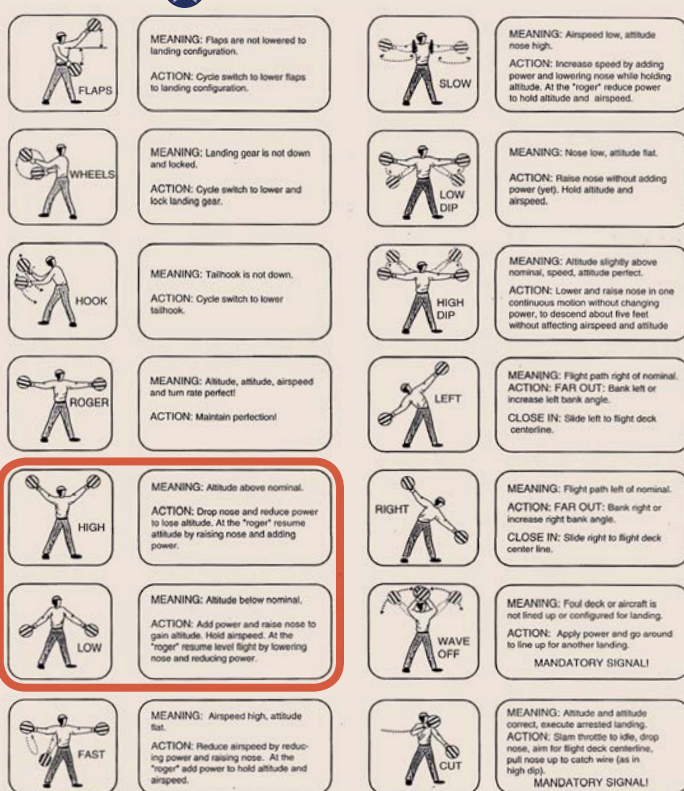 FLAPS
MEANING: Flaps are not lowered to
landing configuration.
ACTION: Cycle switch to lower flaps
to landing configuration.
WHEELS
MEANING: Landing gear is not down
and locked.
ACTION: Cycle switch to lower and
lock landing gear.
HOOK
MEANING: Tailhook is not down.
ACTION: Cycle switch to lower
tailhook.
ROGER
MEANING: Altitude, attitude, airspeed
and turn rate perfect!
ACTION: Maintain perfection!
HIGH
MEANING: Altitude above nominal.
ACTION: Drop nose and reduce power
to lose altitude. At the "roger" resume
attitude by raising nose and adding
power.
LOW
MEANING: Altitude below nominal.
ACTION: Add power and raise nose to
gain altitude. Hold airspeed. At the
"roger" resume level flight by lowering
nose and reducing power.
FAST
MEANING: Airspeed high, attitude
flat.
ACTION: Reduce airspeed by reduc-
ing power and raising nose. At the
"roger" add power to hold altitude and
airspeed.
SLOW
MEANING: Airspeed low, attitude
nose high.
ACTION: Increase speed by adding
power and lowering nose while holding
altitude. At the "roger" reduce power
to hold altitude and airspeed.
LOW
DIP
MEANING: Nose low, attitude flat.
ACTION: Raise nose without adding
power (yet). Hold altitude and
airspeed.
HIGH
DIP
MEANING: Altitude slightly above
nominal, speed, attitude perfect.
ACTION: Lower and raise nose in one
continuous motion without changing
power, to descend about five feet
without affecting airspeed and attitude
LEFT
MEANING: Flight path right of nominal.
ACTION: FAR OUT: Bank left or
increase left bank angle.
CLOSE IN: Slide left to flight deck
centerline.
RIGHT
MEANING: Flight path left of nominal.
ACTION: FAR OUT: Bank right or
increase right bank angle.
CLOSE IN: Slide right to flight deck
center line.
WAVE
OFF
MEANING: Foul deck or aircraft is
not lined up or configured for landing.
ACTION: Apply power and go around
to line up for another landing.
MANDATORY SIGNAL!
CUT
MEANING: Altitude and attitude
correct, execute arrested landing.
ACTION: Slam throttle to idle, drop
nose, aim for flight deck centerline,
pull nose up to catch wire (as in
high dip).
MANDATORY SIGNAL!